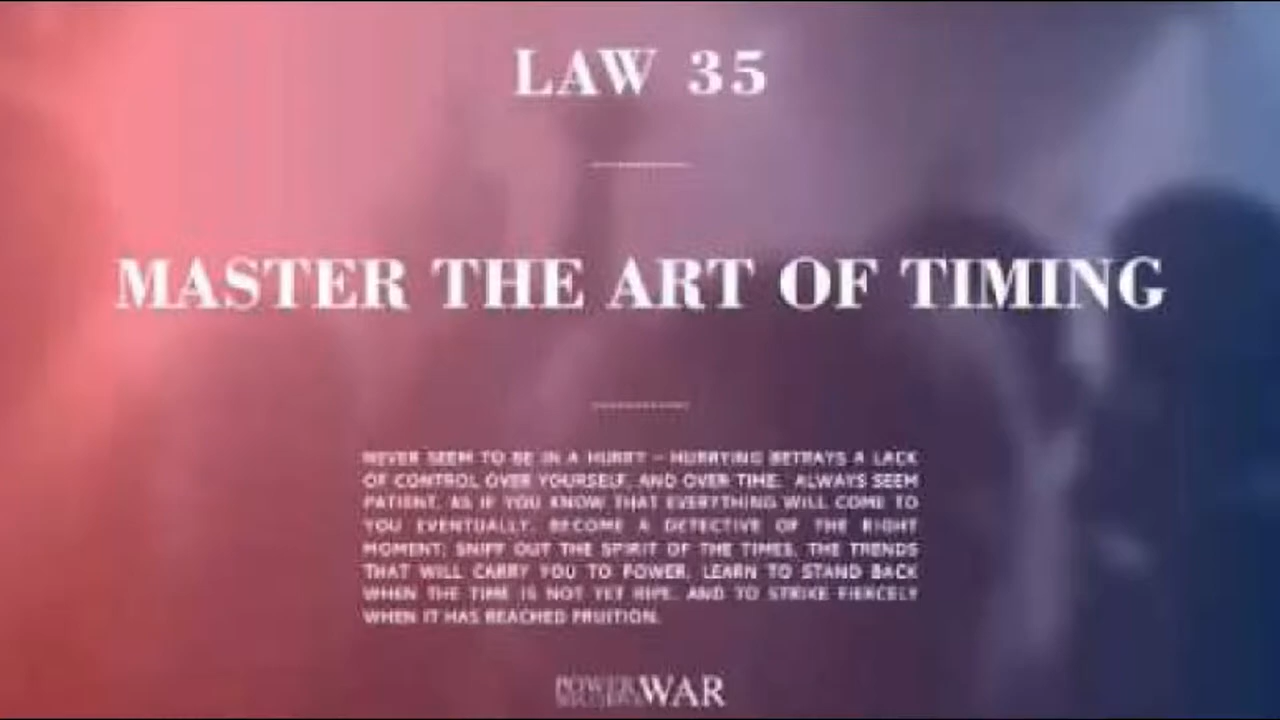 LAW 35
MASTER THE ART OF TIMING
NEVER SEEM TO BE IN A HURRY – HURRYING BETRAYS A LACK
OF CONTROL OVER YOURSELF, AND OVER TIME. ALWAYS SEEM
PATIENT, AS IF YOU KNOW THAT EVERYTHING WILL COME TO
YOU EVENTUALLY. BECOME A DETECTIVE OF THE RIGHT
MOMENT; SNIFF OUT THE SPIRIT OF THE TIMES, THE TRENDS
THAT WILL CARRY YOU TO POWER. LEARN TO STAND BACK
WHEN THE TIME IS NOT YET RIPE, AND TO STRIKE FIERCELY
WHEN IT HAS REACHED FRUITION.
POWER WAR